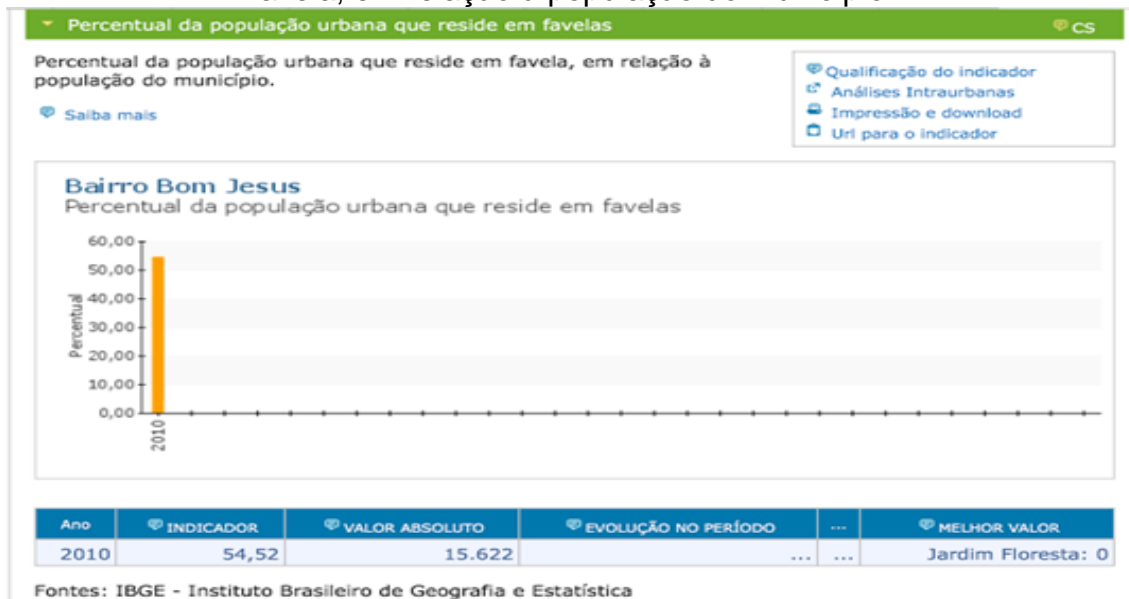 Percentual da população urbana que reside em favelas CS
Percentual da população urbana que reside em favela, em relação à
população do município.
Saiba mais
Qualificação do indicador
Análises Intraurbanas
Impressão e download
Url para o indicador
Bairro Bom Jesus
Percentual da população urbana que reside em favelas
Percentual
60,00
50,00
40,00
30,00
20,00
10,00
0,00
2010
Ano INDICADOR VALOR ABSOLUTO EVOLUÇÃO NO PERÍODO ... MELHOR VALOR
2010 54,52 15.622 ... ... Jardim Floresta: 0
Fontes: IBGE - Instituto Brasileiro de Geografia e Estatística